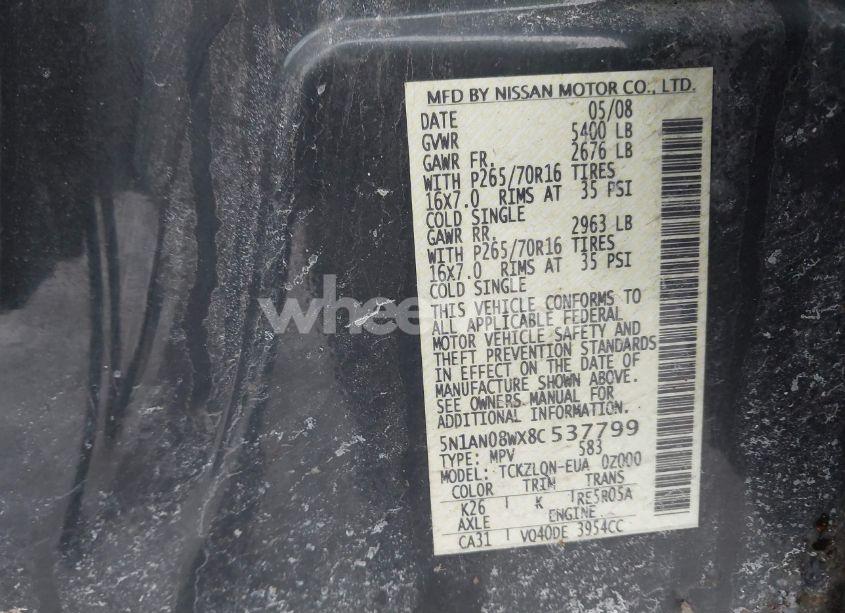 MFD BY NISSAN MOTOR CO., LTD.
DATE 05/08
GVWR 5400 LB
GAWR FR. 2676 LB
WITH P265/70R16 TIRES
16x7.0 RIMS AT 35 PSI
COLD SINGLE
GAWR RR. 2963 LB
WITH P265/70R16 TIRES
16x7.0 RIMS AT 35 PSI
COLD SINGLE
THIS VEHICLE CONFORMS TO
ALL APPLICABLE FEDERAL
MOTOR VEHICLE SAFETY AND
THEFT PREVENTION STANDARDS
IN EFFECT ON THE DATE OF
MANUFACTURE SHOWN ABOVE.
SEE OWNERS MANUAL FOR
ADDITIONAL INFORMATION.
5N1AN08WX8C 537799
TYPE: MPV 583
MODEL: TCKZLQN-EUA 0Z000
COLOR TRIM TRANS
K26 K RE5R05A
AXLE ENGINE
CA31 VQ40DE 3954CC